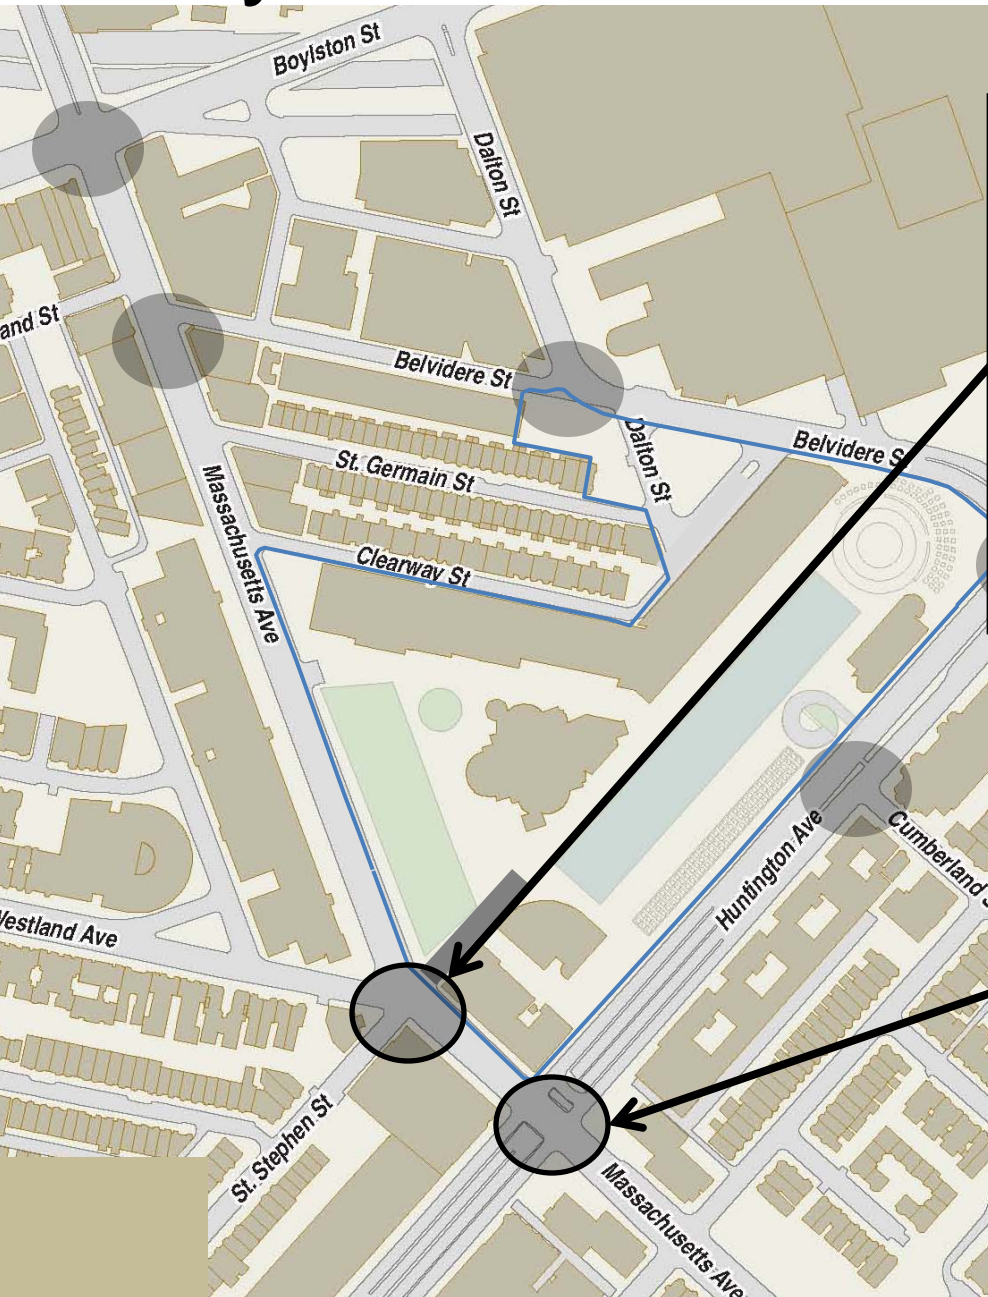 Boylston St
Dalton St
and St
Belvidere St
Dalton St
Belvidere S
St. Germain St
Massachusetts Ave
Clearway St
Huntington Ave
Cumberland S
Westland Ave
St. Stephen St
Massachusetts Ave